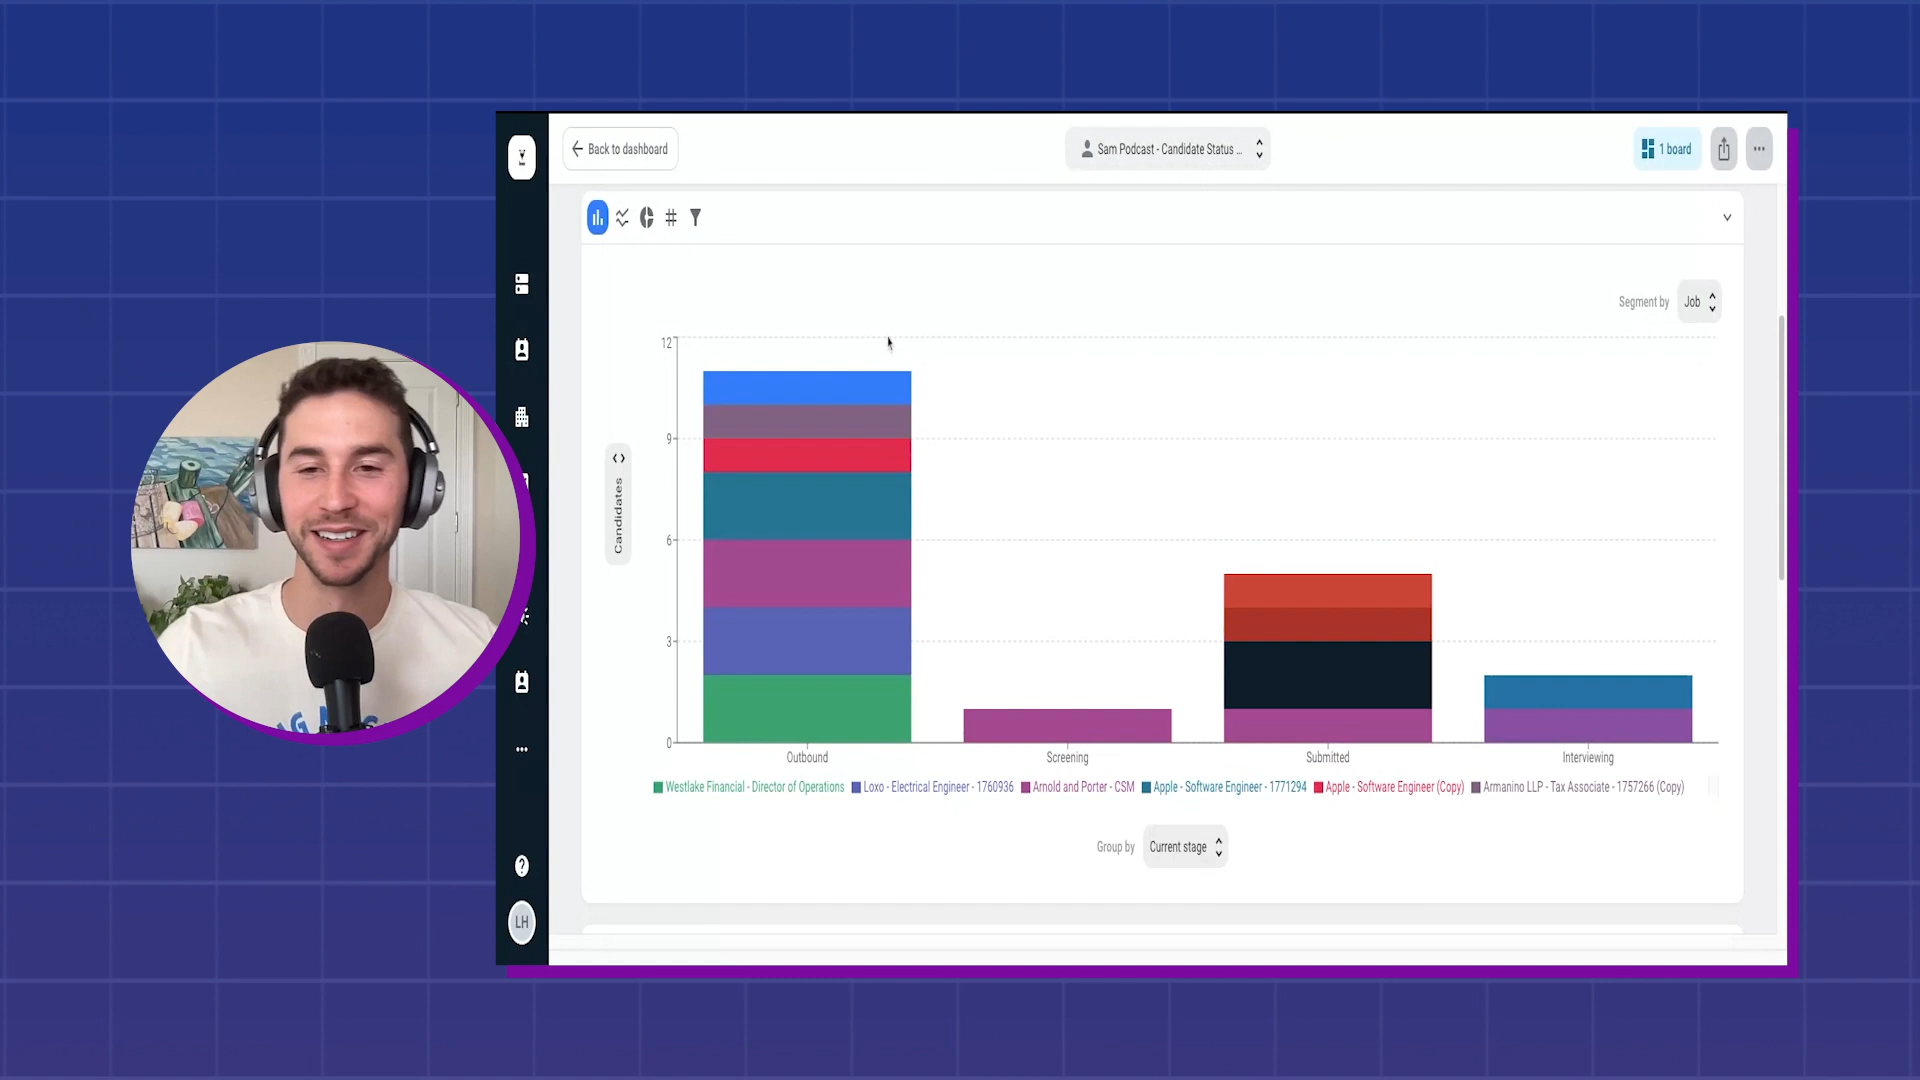 Back to dashboard
Sam Podcast - Candidate Status ...
1 board
Segment by Job
12
9
6
3
0
Candidates
Outbound Screening Submitted Interviewing
Westlake Financial - Director of Operations Loxo - Electrical Engineer - 1760936 Arnold and Porter - CSM Apple - Software Engineer - 1771294 Apple - Software Engineer (Copy) Armanino LLP - Tax Associate - 1757266 (Copy)
Group by Current stage
LH